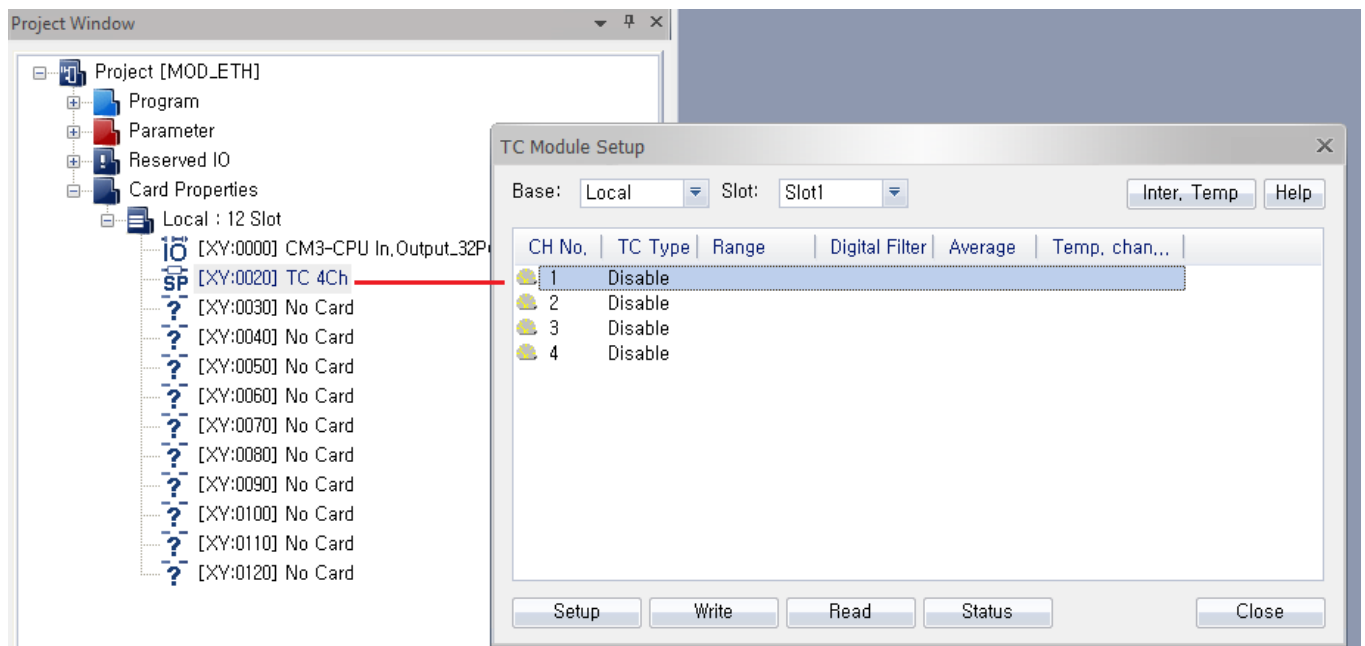 Project Window
Project [MOD_ETH]
Program
Parameter
Reserved IO
Card Properties
Local : 12 Slot
IO [XY:0000] CM3-CPU In,Output_32P
SP [XY:0020] TC 4Ch
? [XY:0030] No Card
? [XY:0040] No Card
? [XY:0050] No Card
? [XY:0060] No Card
? [XY:0070] No Card
? [XY:0080] No Card
? [XY:0090] No Card
? [XY:0100] No Card
? [XY:0110] No Card
? [XY:0120] No Card
TC Module Setup
Base: Local Slot: Slot1 Inter, Temp Help
CH No, TC Type Range Digital Filter Average Temp, chan,,,
1 Disable
2 Disable
3 Disable
4 Disable
Setup Write Read Status Close